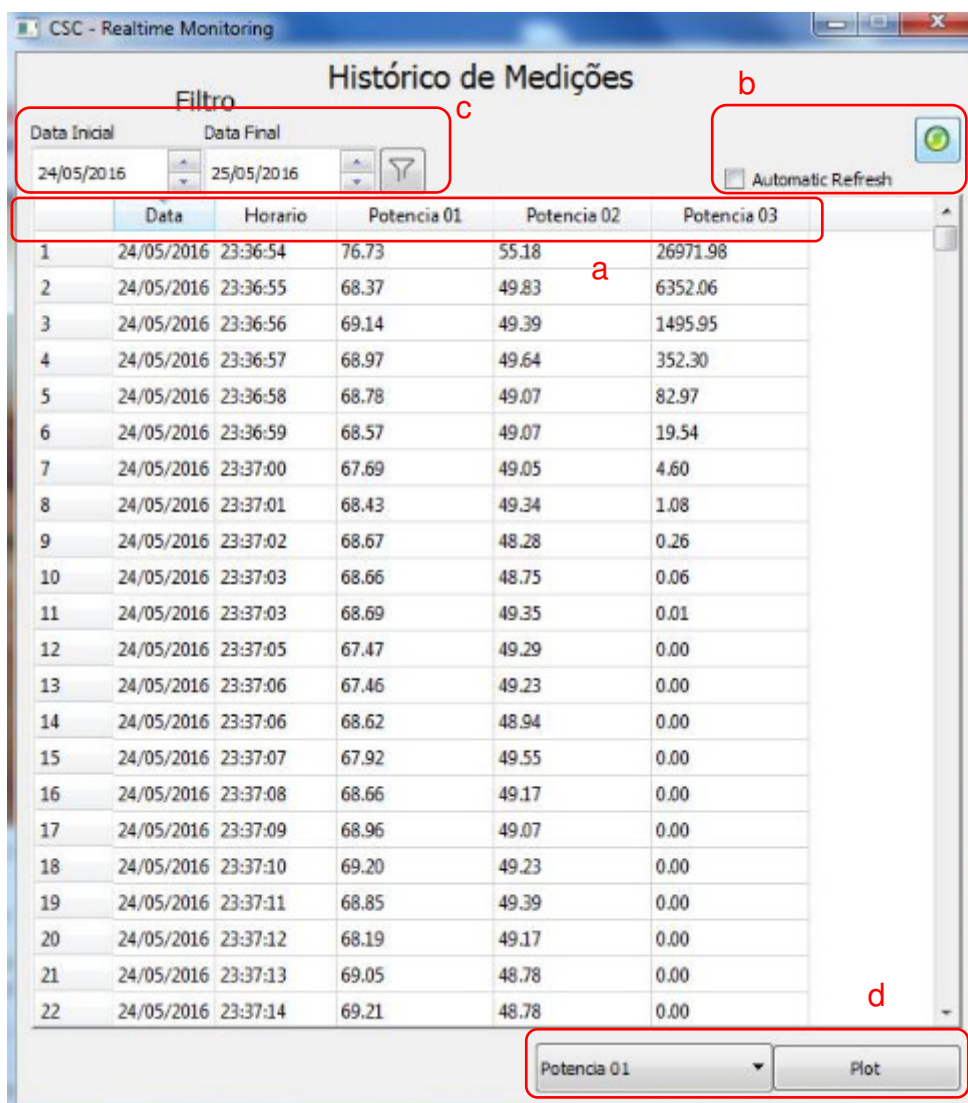 CSC - Realtime Monitoring
Histórico de Medições
Filtro
b
c
Data Inicial Data Final
24/05/2016 25/05/2016
Automatic Refresh
Data Horario Potencia 01 Potencia 02 Potencia 03
a
1 24/05/2016 23:36:54 76.73 55.18 26971.98
2 24/05/2016 23:36:55 68.37 49.83 6352.06
3 24/05/2016 23:36:56 69.14 49.39 1495.95
4 24/05/2016 23:36:57 68.97 49.64 352.30
5 24/05/2016 23:36:58 68.78 49.07 82.97
6 24/05/2016 23:36:59 68.57 49.07 19.54
7 24/05/2016 23:37:00 67.69 49.05 4.60
8 24/05/2016 23:37:01 68.43 49.34 1.08
9 24/05/2016 23:37:02 68.67 48.28 0.26
10 24/05/2016 23:37:03 68.66 48.75 0.06
11 24/05/2016 23:37:03 68.69 49.35 0.01
12 24/05/2016 23:37:05 67.47 49.29 0.00
13 24/05/2016 23:37:06 67.46 49.23 0.00
14 24/05/2016 23:37:06 68.62 48.94 0.00
15 24/05/2016 23:37:07 67.92 49.55 0.00
16 24/05/2016 23:37:08 68.66 49.17 0.00
17 24/05/2016 23:37:09 68.96 49.07 0.00
18 24/05/2016 23:37:10 69.20 49.23 0.00
19 24/05/2016 23:37:11 68.85 49.39 0.00
20 24/05/2016 23:37:12 68.19 49.17 0.00
21 24/05/2016 23:37:13 69.05 48.78 0.00
22 24/05/2016 23:37:14 69.21 48.78 0.00
d
Potencia 01 Plot